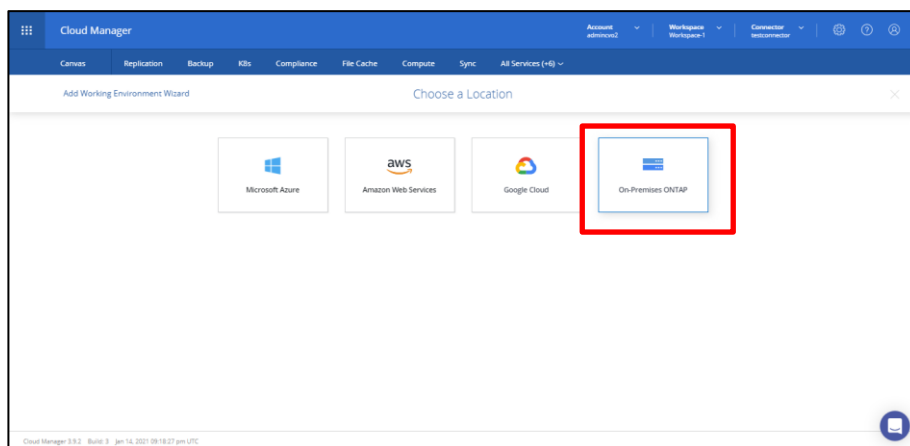 Cloud Manager
Account
admincvo2
Workspace
Workspace-1
Connector
testconnector
Canvas Replication Backup K8s Compliance File Cache Compute Sync All Services (+6)
Add Working Environment Wizard
Choose a Location
Microsoft Azure
aws
Amazon Web Services
Google Cloud
On-Premises ONTAP
Cloud Manager 3.9.2 Build: 3 Jan 14, 2021 09:18:27 pm UTC